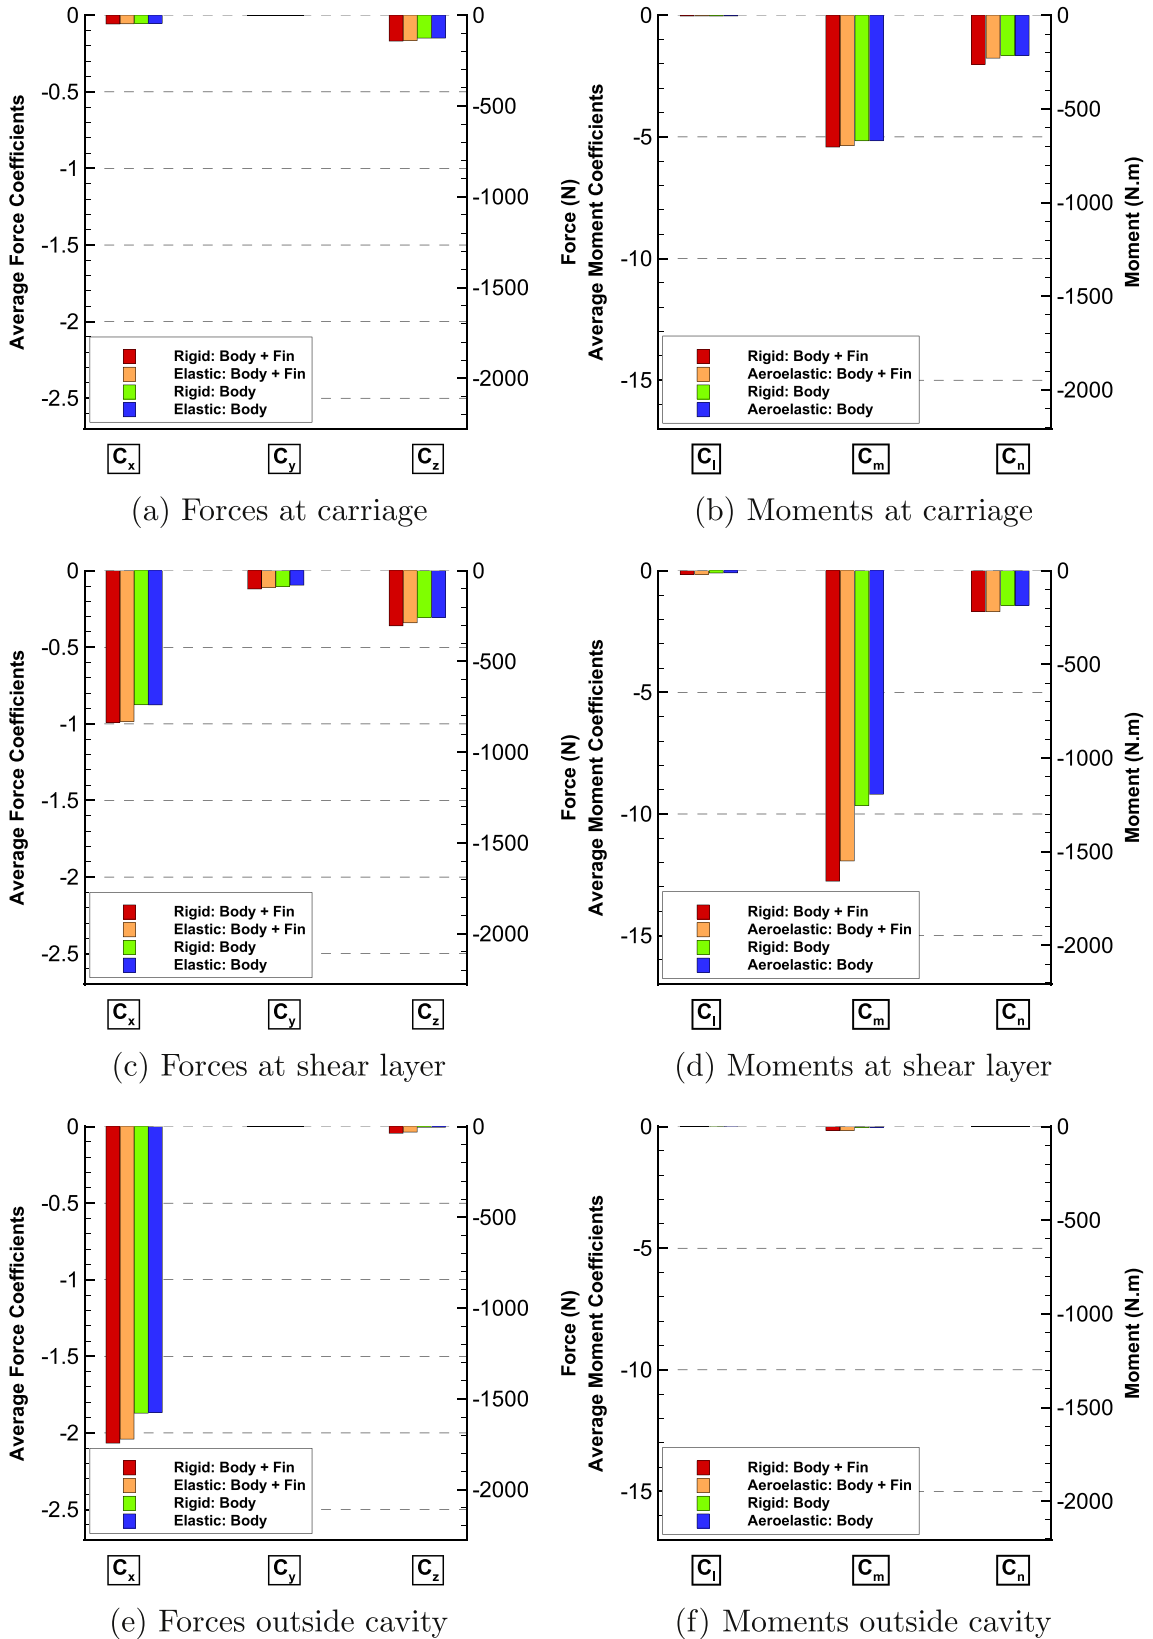 0
-0.5
-1
-1.5
-2
-2.5
Average Force Coefficients
0
-500
-1000
-1500
-2000
Force (N)
Rigid: Body + Fin
Elastic: Body + Fin
Rigid: Body
Elastic: Body
Cx Cy Cz
(a) Forces at carriage
0
-5
-10
-15
Average Moment Coefficients
0
-500
-1000
-1500
-2000
Moment (N.m)
Rigid: Body + Fin
Aeroelastic: Body + Fin
Rigid: Body
Aeroelastic: Body
Cl Cm Cn
(b) Moments at carriage
0
-0.5
-1
-1.5
-2
-2.5
Average Force Coefficients
0
-500
-1000
-1500
-2000
Force (N)
Rigid: Body + Fin
Elastic: Body + Fin
Rigid: Body
Elastic: Body
Cx Cy Cz
(c) Forces at shear layer
0
-5
-10
-15
Average Moment Coefficients
0
-500
-1000
-1500
-2000
Moment (N.m)
Rigid: Body + Fin
Aeroelastic: Body + Fin
Rigid: Body
Aeroelastic: Body
Cl Cm Cn
(d) Moments at shear layer
0
-0.5
-1
-1.5
-2
-2.5
Average Force Coefficients
0
-500
-1000
-1500
-2000
Force (N)
Rigid: Body + Fin
Elastic: Body + Fin
Rigid: Body
Elastic: Body
Cx Cy Cz
(e) Forces outside cavity
0
-5
-10
-15
Average Moment Coefficients
0
-500
-1000
-1500
-2000
Moment (N.m)
Rigid: Body + Fin
Aeroelastic: Body + Fin
Rigid: Body
Aeroelastic: Body
Cl Cm Cn
(f) Moments outside cavity